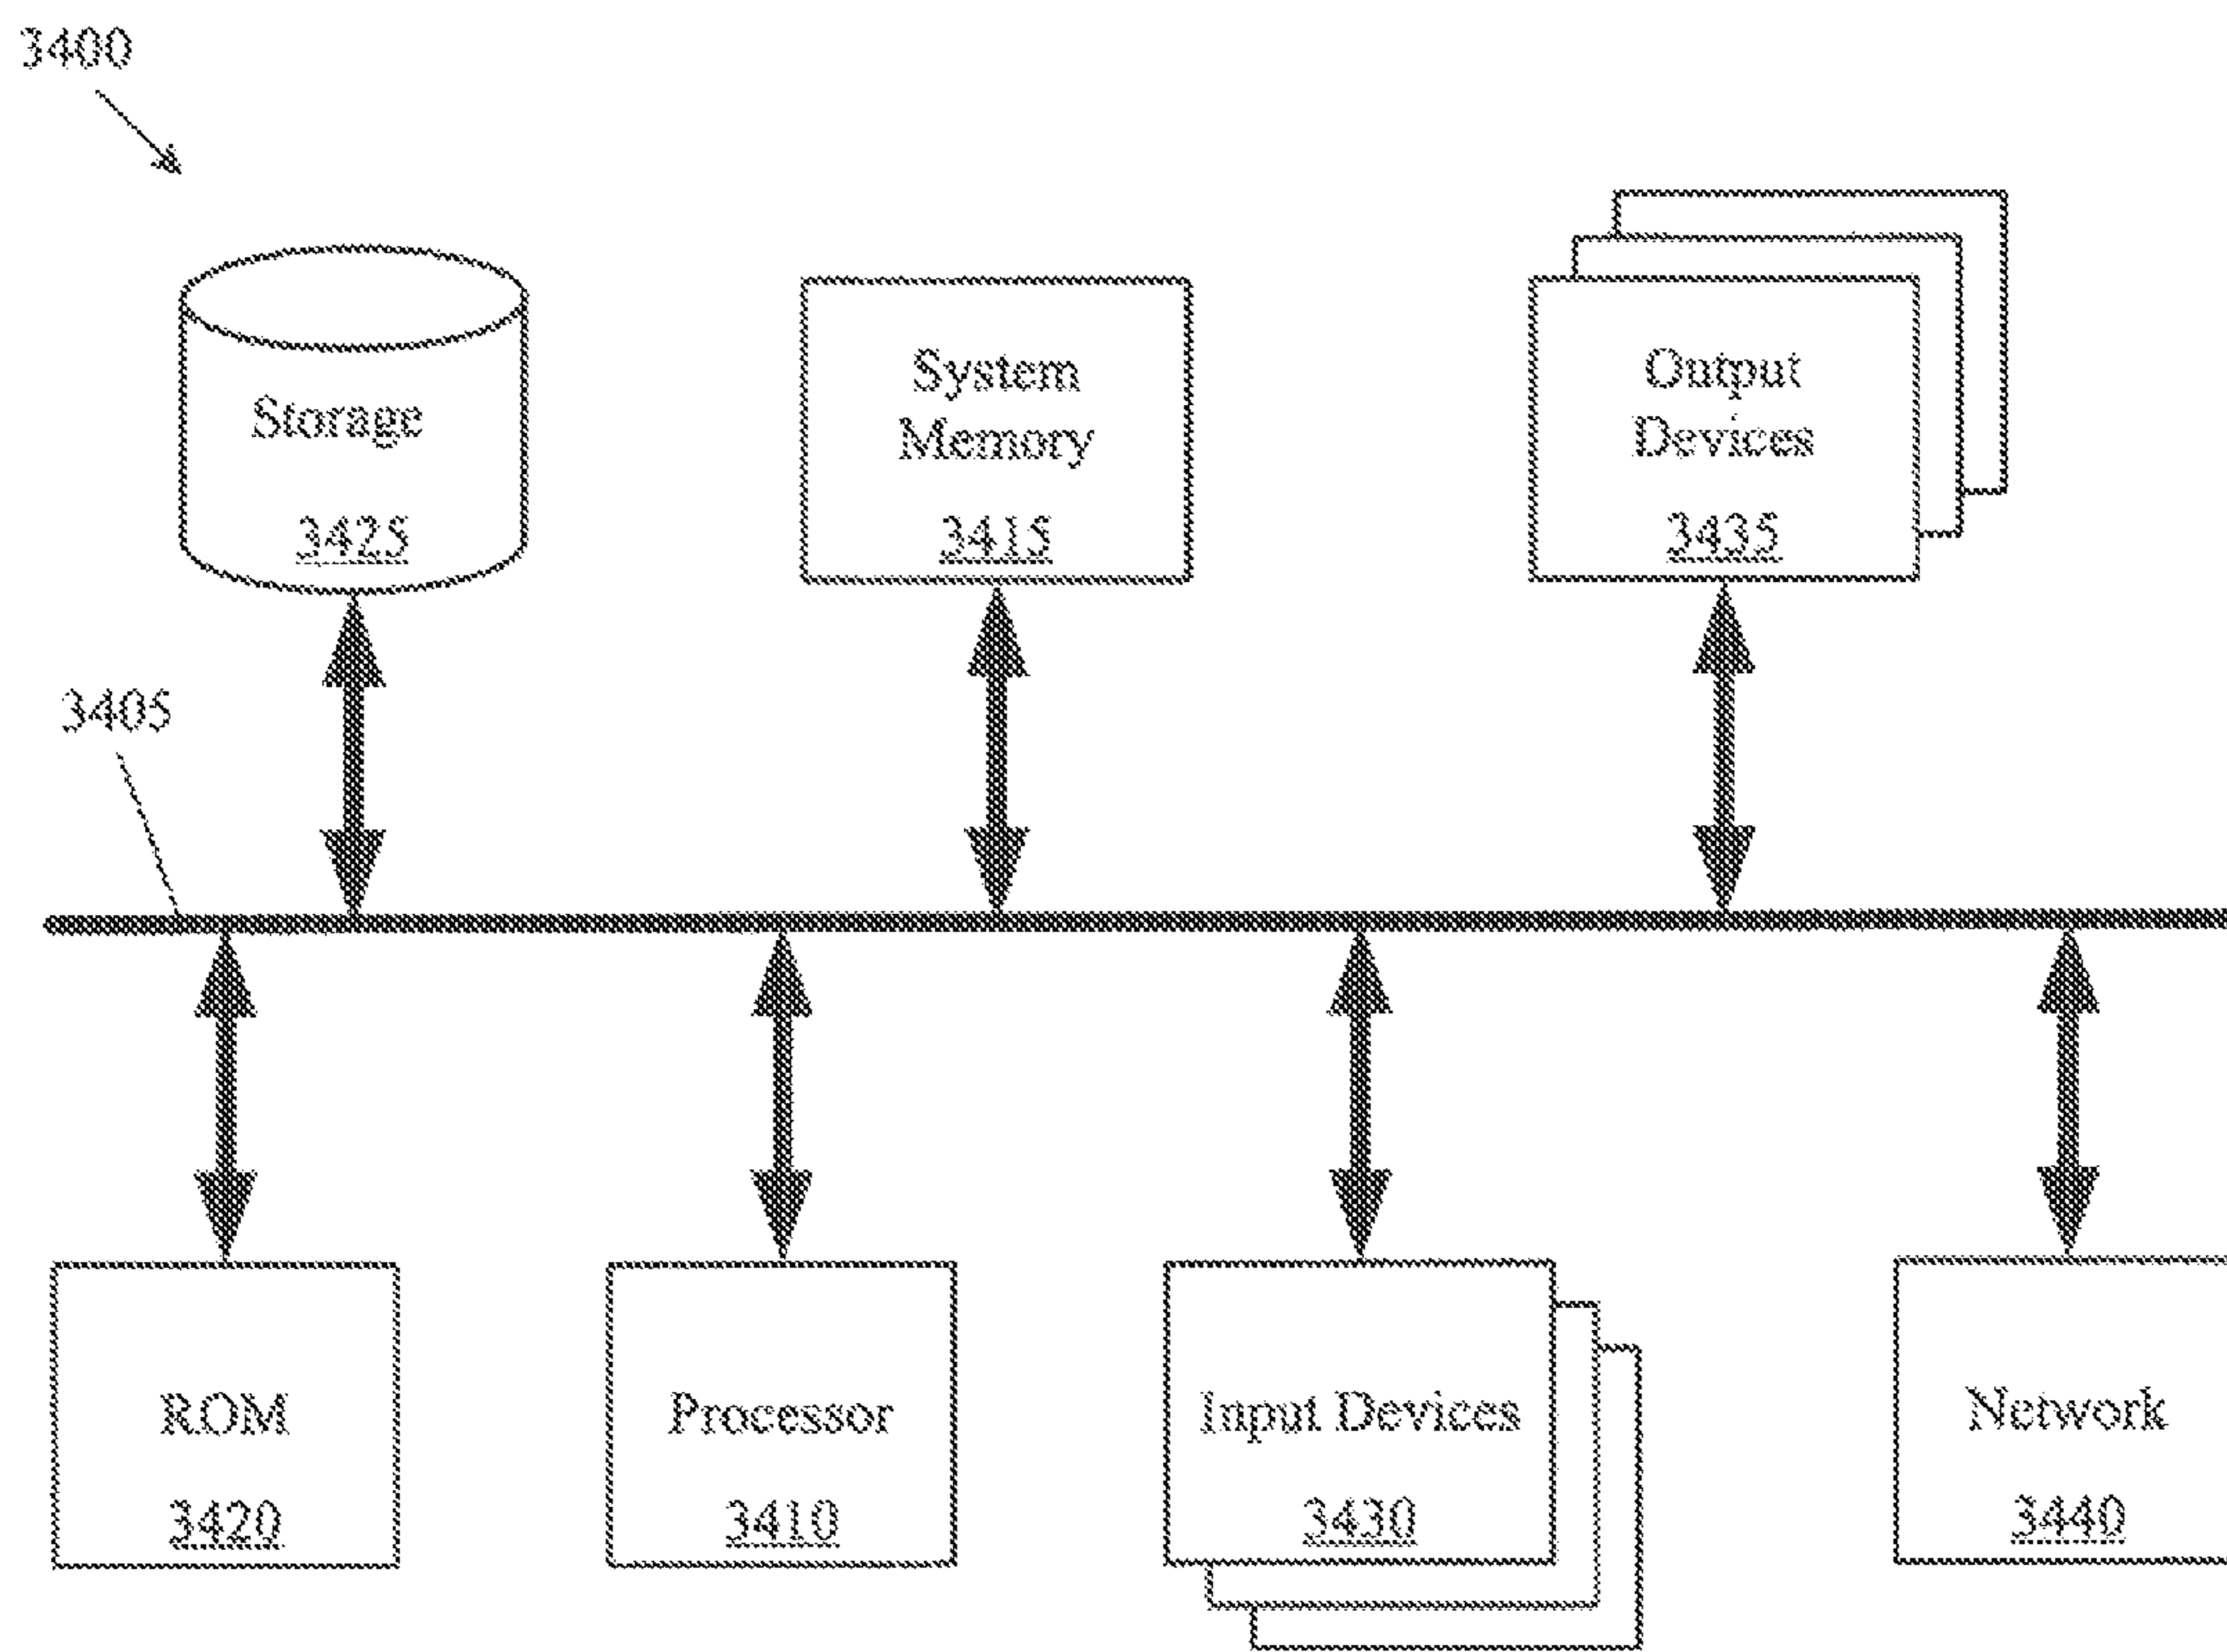 3400
Storage
3425
System
Memory
3415
Output
Devices
3435
3405
ROM
3420
Processor
3410
Input Devices
3430
Network
3440